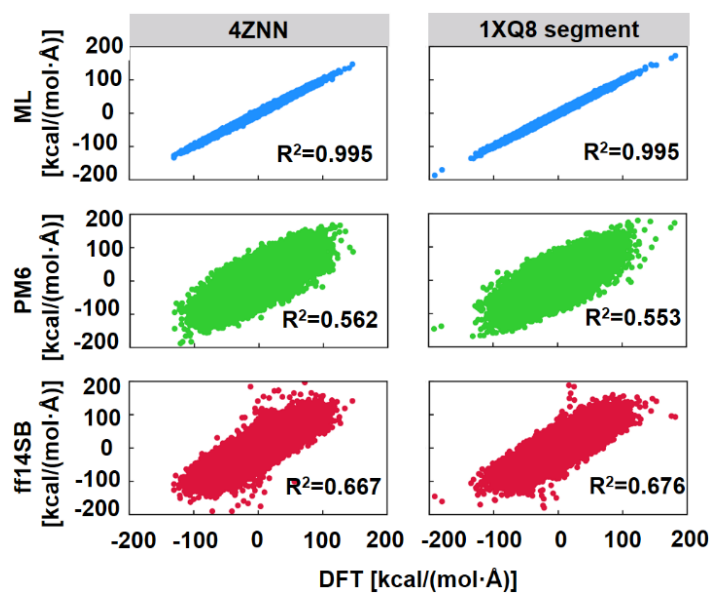 4ZNN
1XQ8 segment
ML
[kcal/(mol·Å)]
200
100
0
-100
-200
R²=0.995
R²=0.995
PM6
[kcal/(mol·Å)]
200
100
0
-100
-200
R²=0.562
R²=0.553
ff14SB
[kcal/(mol·Å)]
200
100
0
-100
-200
R²=0.667
R²=0.676
-200 -100 0 100 200
-200 -100 0 100 200
DFT [kcal/(mol·Å)]